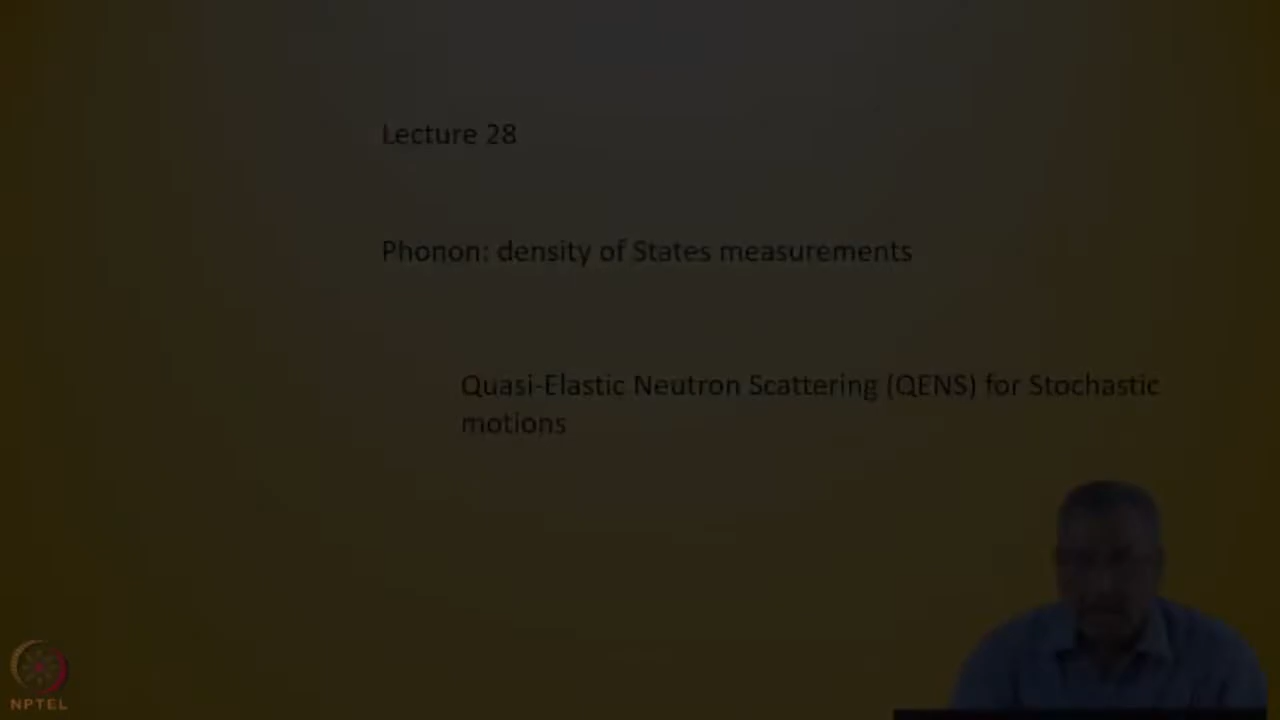 Lecture 28
Phonon: density of States measurements
Quasi-Elastic Neutron Scattering (QENS) for Stochastic
motions
NPTEL